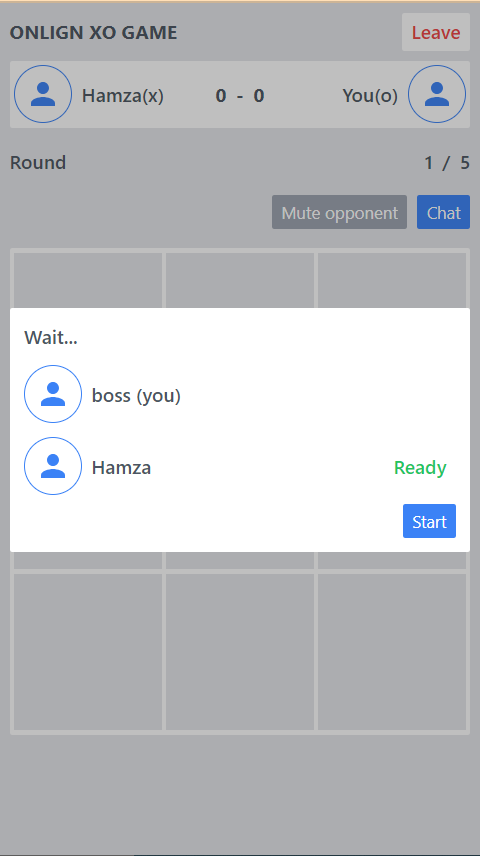 ONLIGN XO GAME Leave
Hamza(x) 0 - 0 You(o)
Round 1 / 5
Mute opponent Chat
Wait...
boss (you)
Hamza Ready
Start